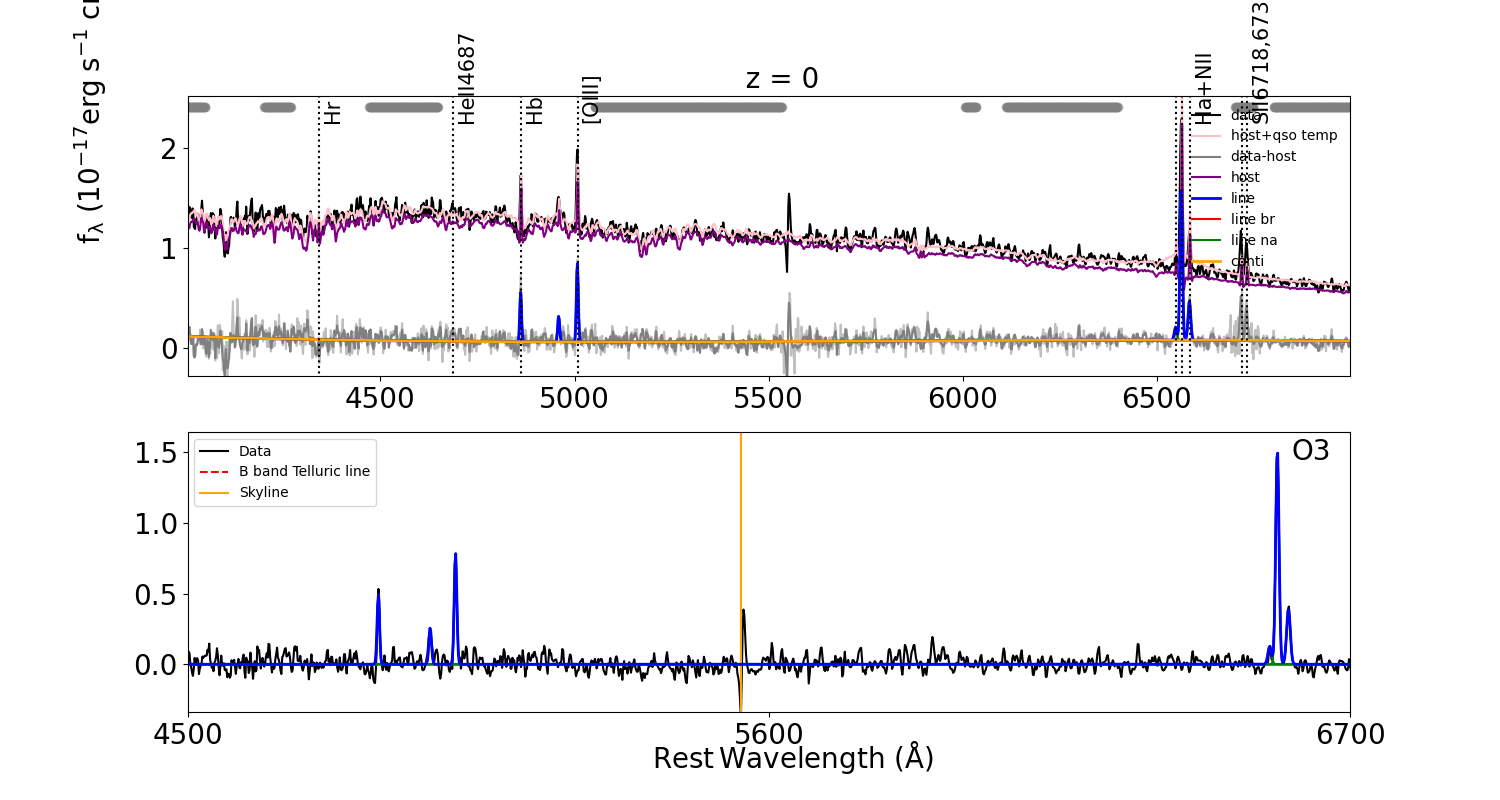 z = 0
fλ (10−17erg s−1 c
Hr
HeII4687
Hb
[OIII]
Ha+NII
SII6718,673
data
host+qso temp
data-host
host
line
line br
line na
conti
2
1
0
4500
5000
5500
6000
6500
Data
B band Telluric line
Skyline
O3
1.5
1.0
0.5
0.0
4500
5600
6700
Rest Wavelength (Å)